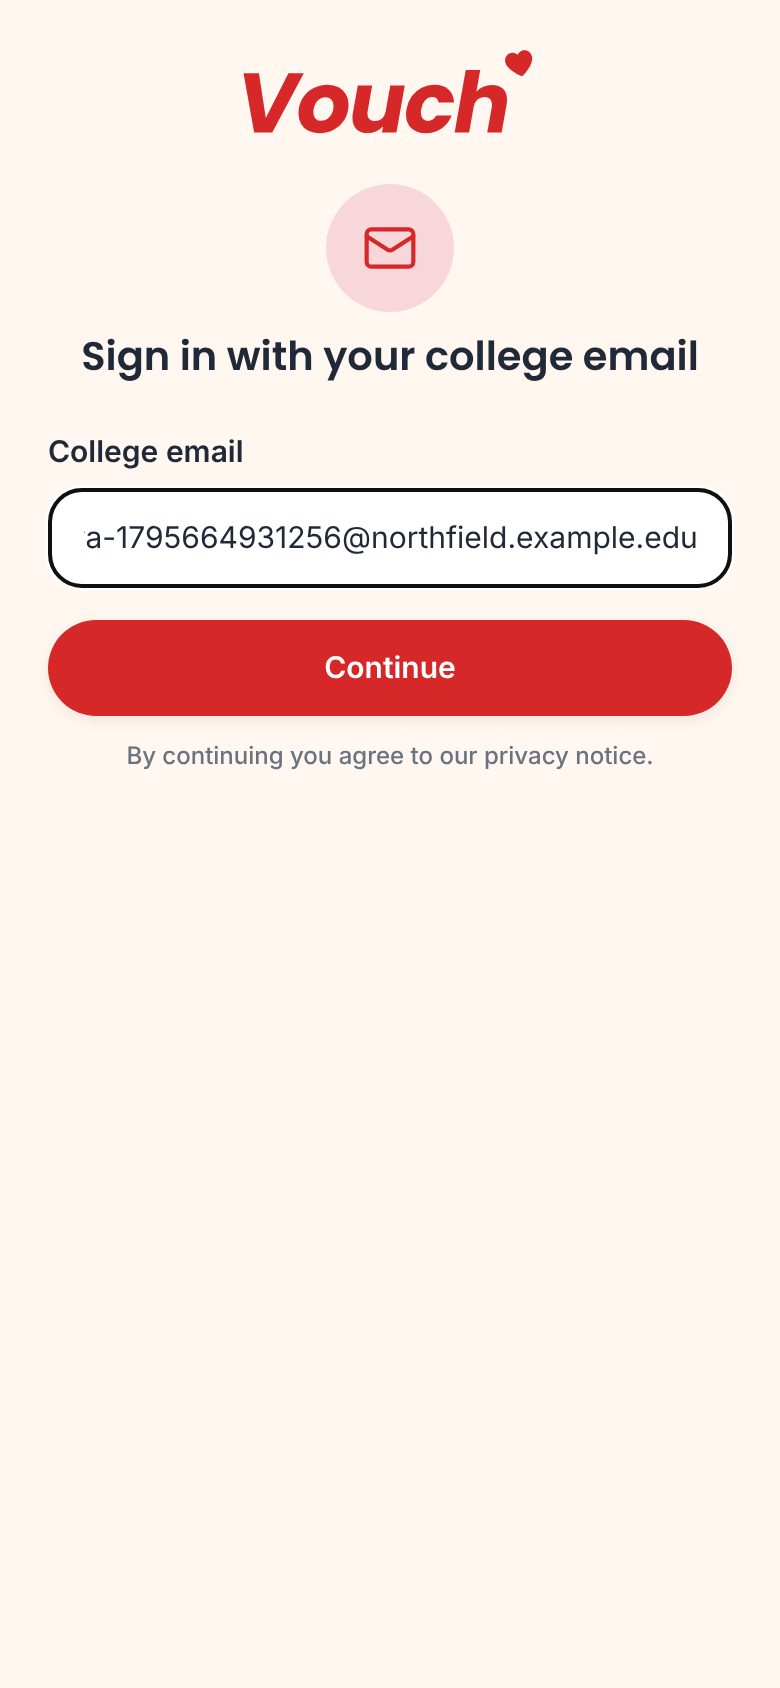 Vouch
Sign in with your college email
College email
a-1795664931256@northfield.example.edu
Continue
By continuing you agree to our privacy notice.